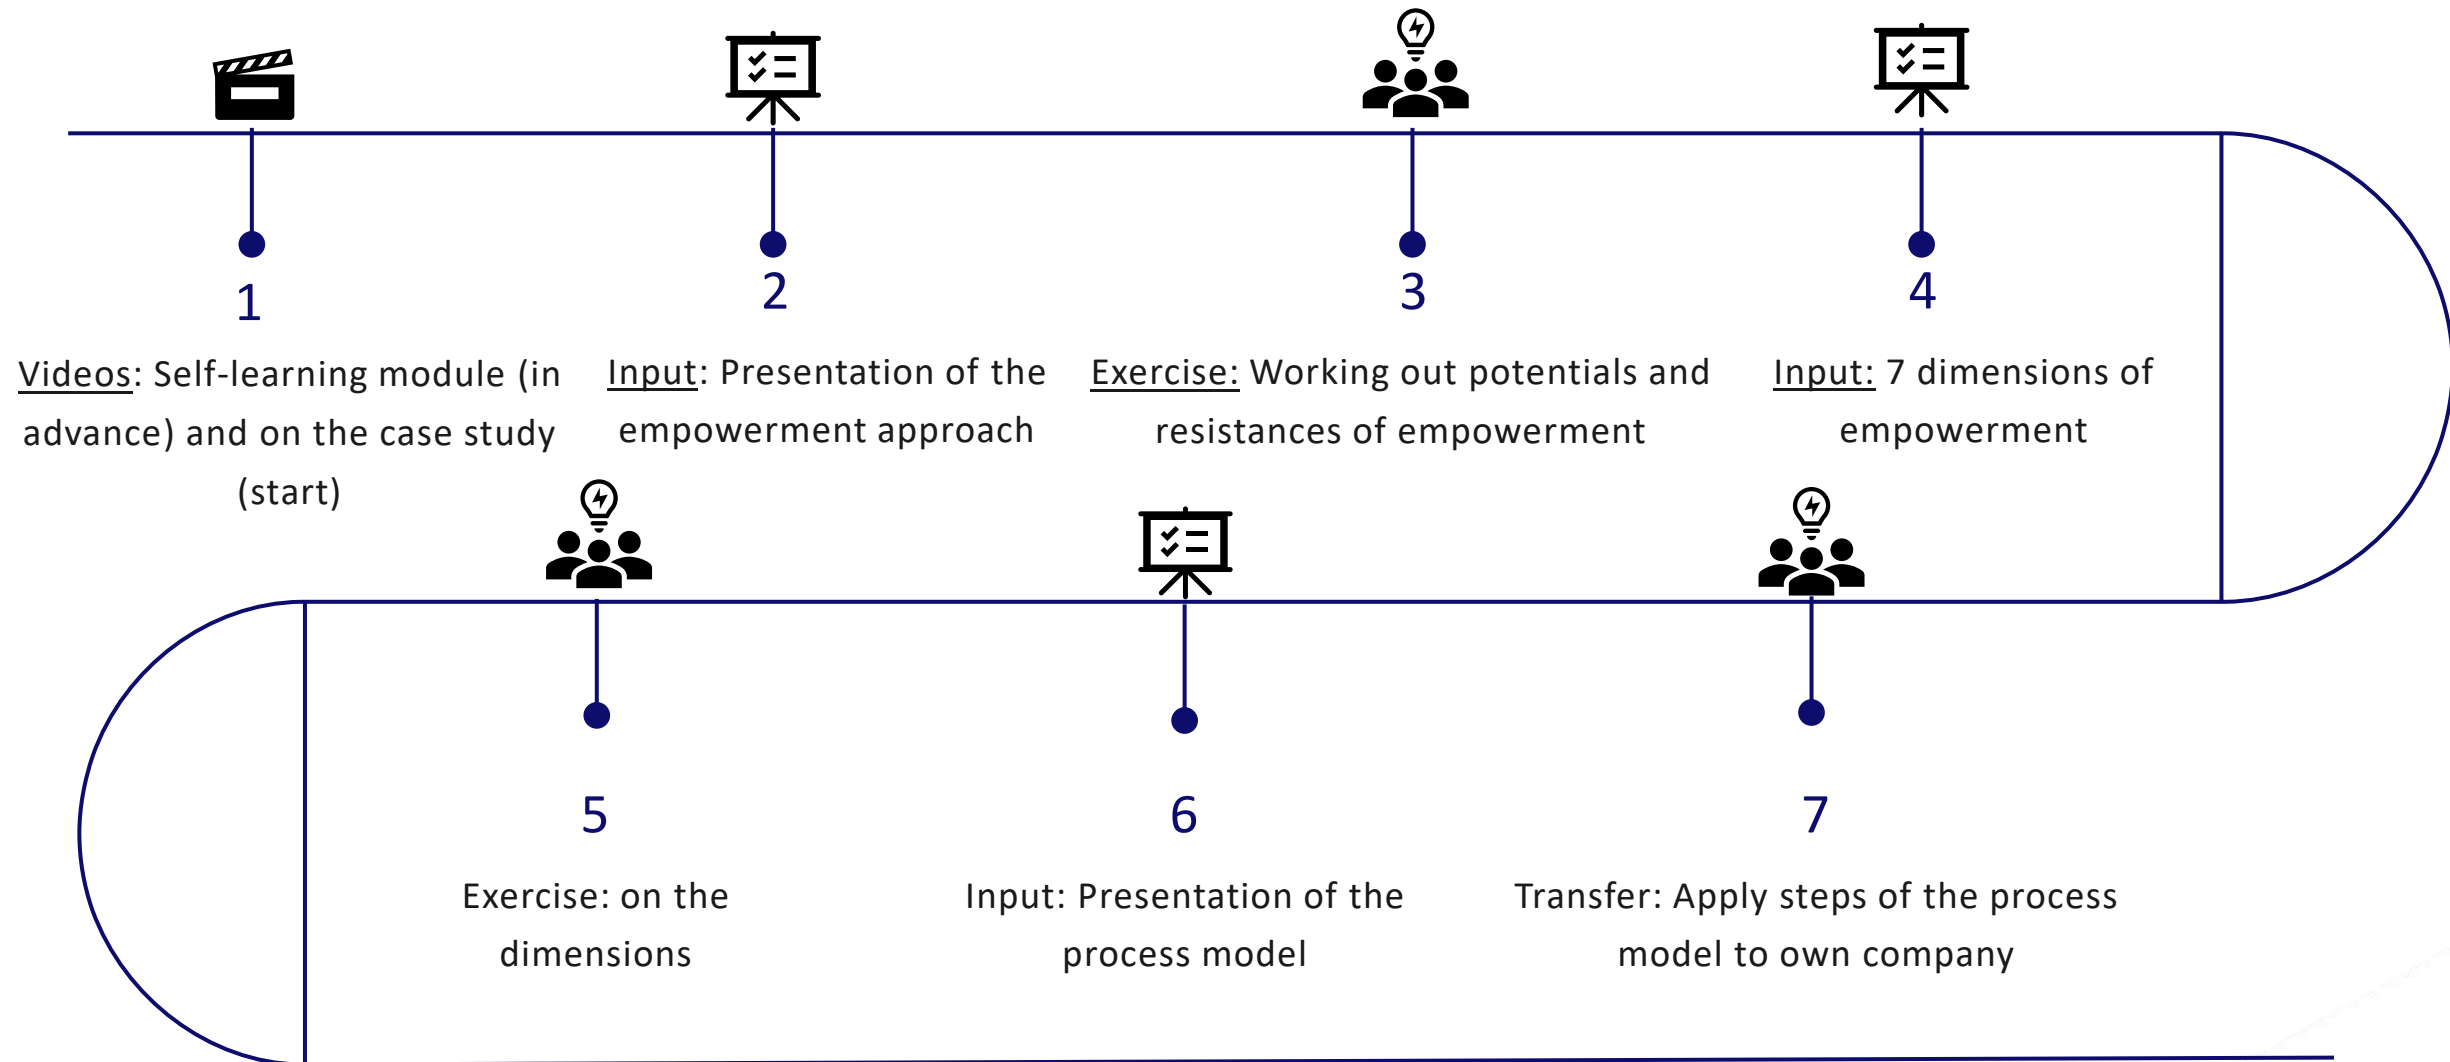 1
Videos: Self-learning module (in
advance) and on the case study
(start)
2
Input: Presentation of the
empowerment approach
3
Exercise: Working out potentials and
resistances of empowerment
4
Input: 7 dimensions of
empowerment
5
Exercise: on the
dimensions
6
Input: Presentation of the
process model
7
Transfer: Apply steps of the process
model to own company